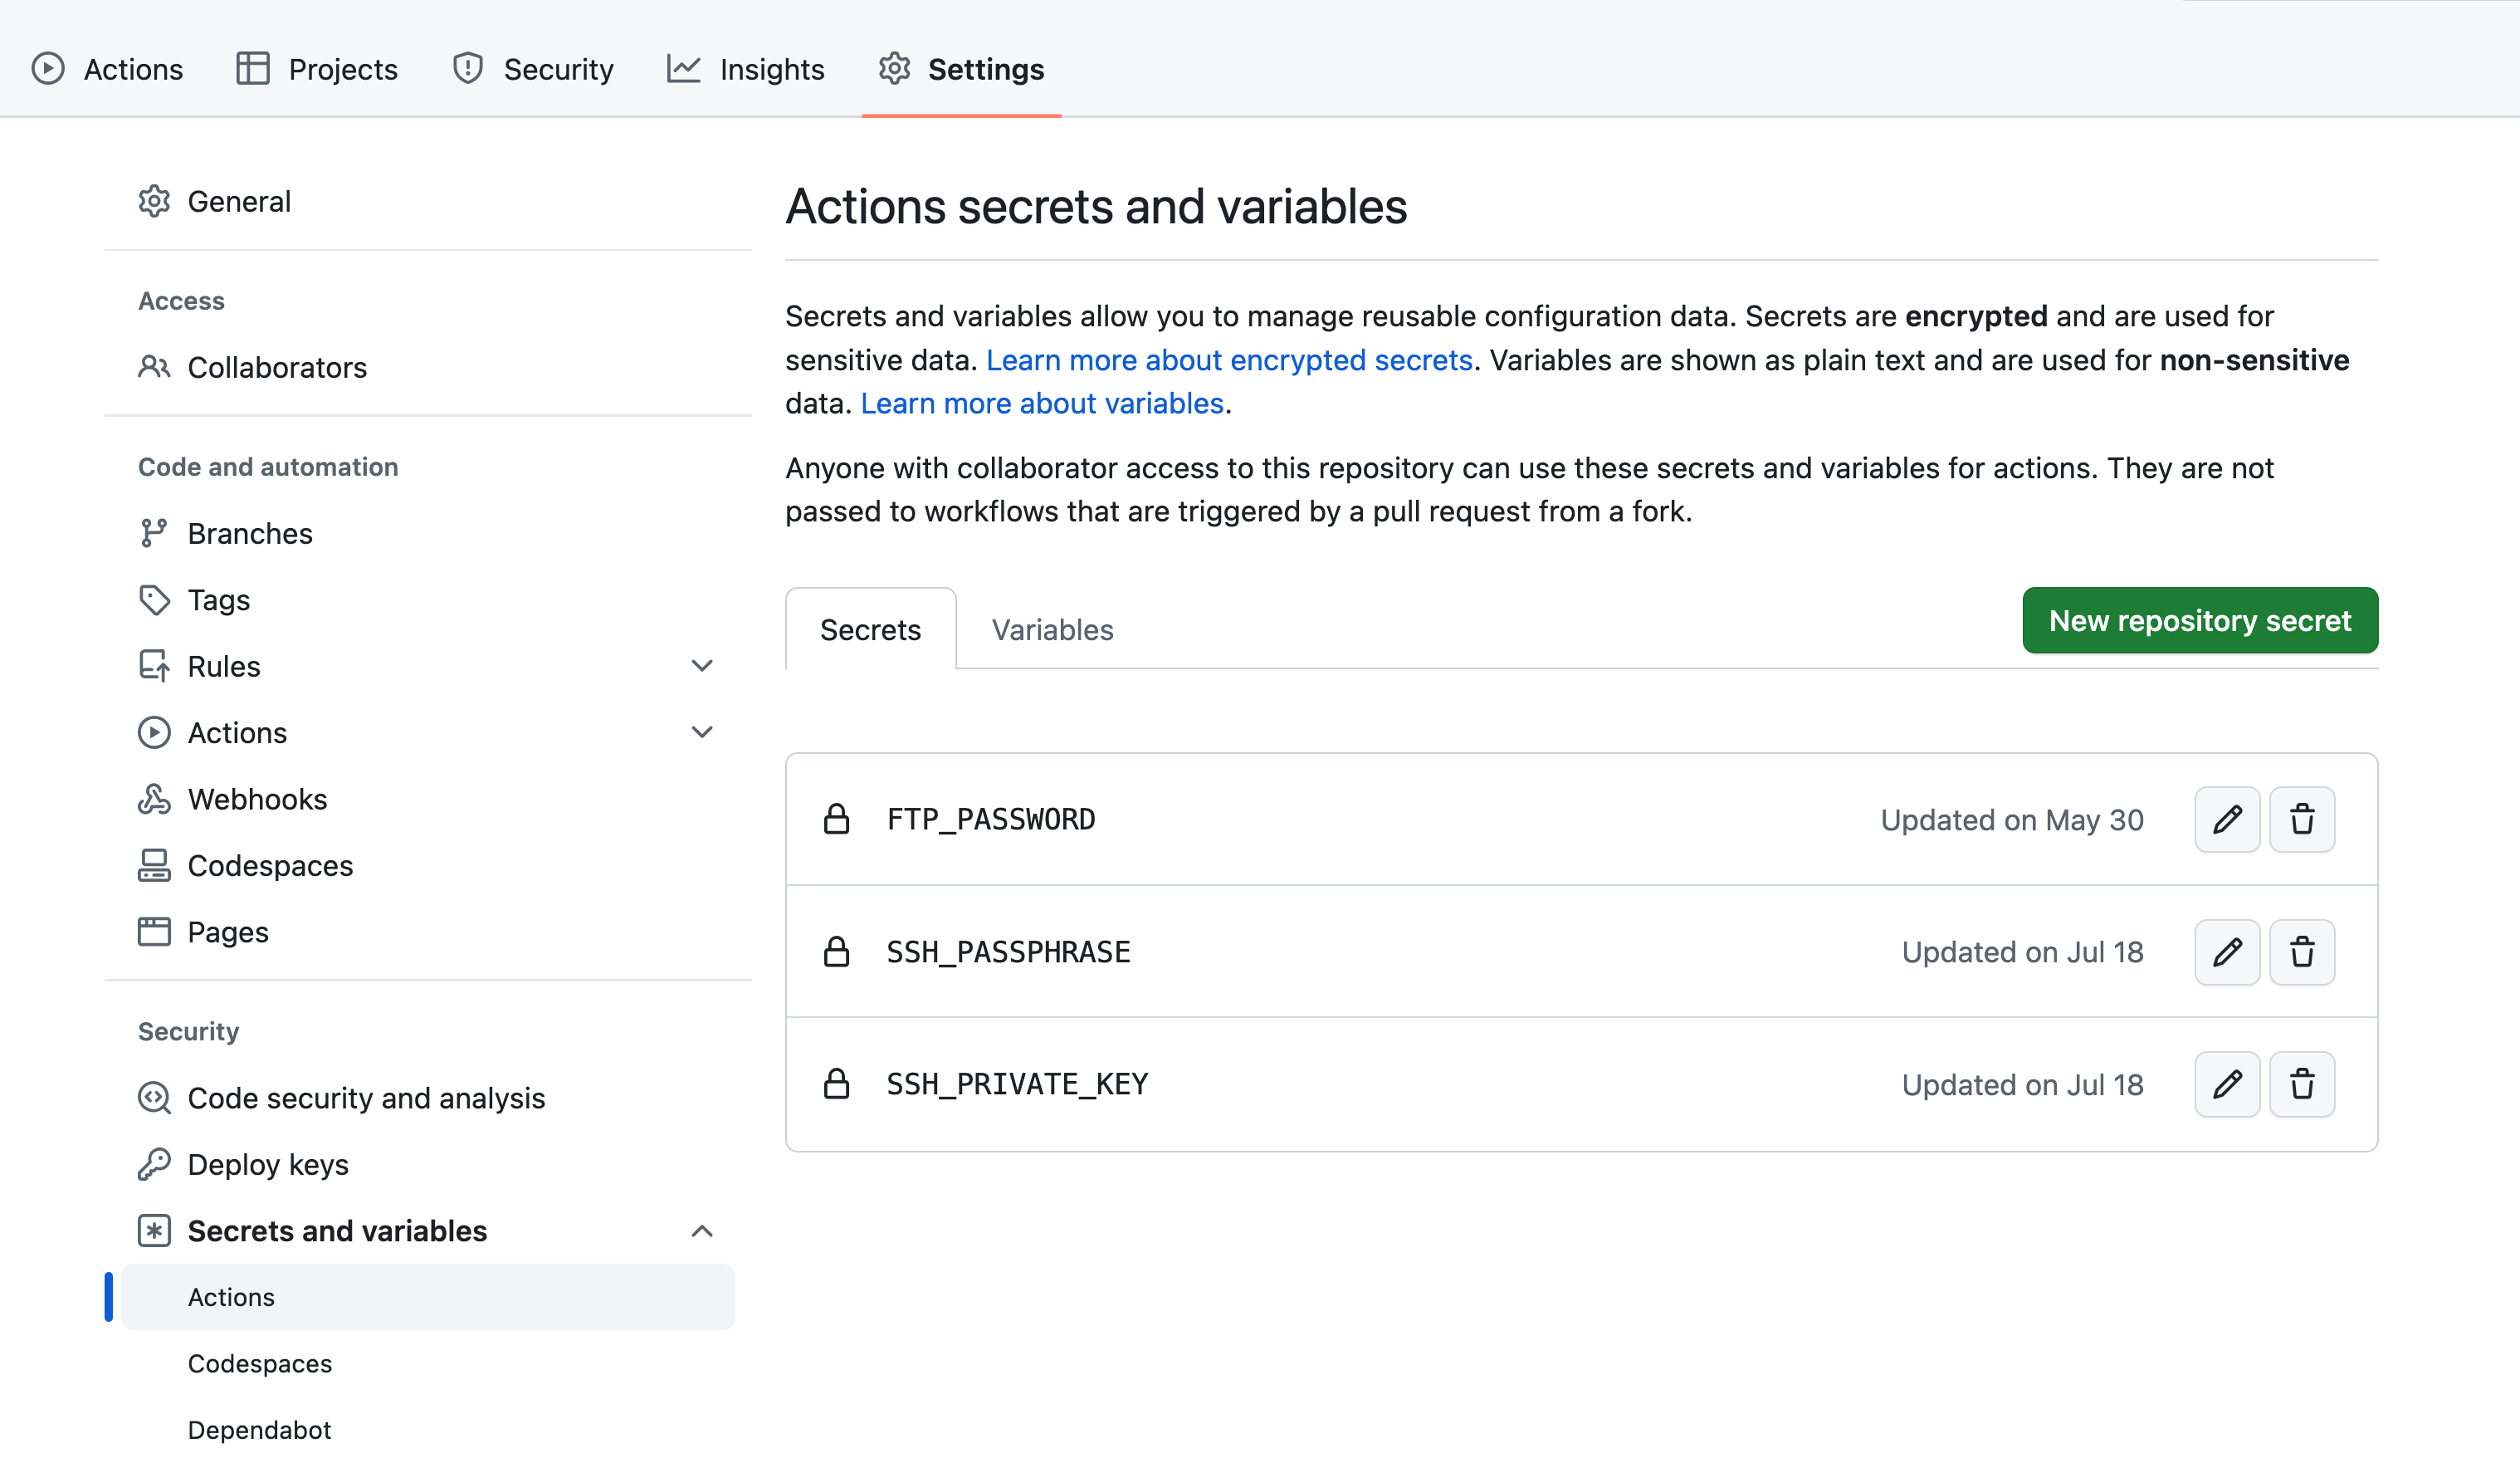 Actions Projects Security Insights Settings
General
Access
Collaborators
Code and automation
Branches
Tags
Rules
Actions
Webhooks
Codespaces
Pages
Security
Code security and analysis
Deploy keys
Secrets and variables
Actions
Codespaces
Dependabot
Actions secrets and variables
Secrets and variables allow you to manage reusable configuration data. Secrets are encrypted and are used for
sensitive data. Learn more about encrypted secrets. Variables are shown as plain text and are used for non-sensitive
data. Learn more about variables.
Anyone with collaborator access to this repository can use these secrets and variables for actions. They are not
passed to workflows that are triggered by a pull request from a fork.
Secrets Variables New repository secret
FTP_PASSWORD Updated on May 30
SSH_PASSPHRASE Updated on Jul 18
SSH_PRIVATE_KEY Updated on Jul 18